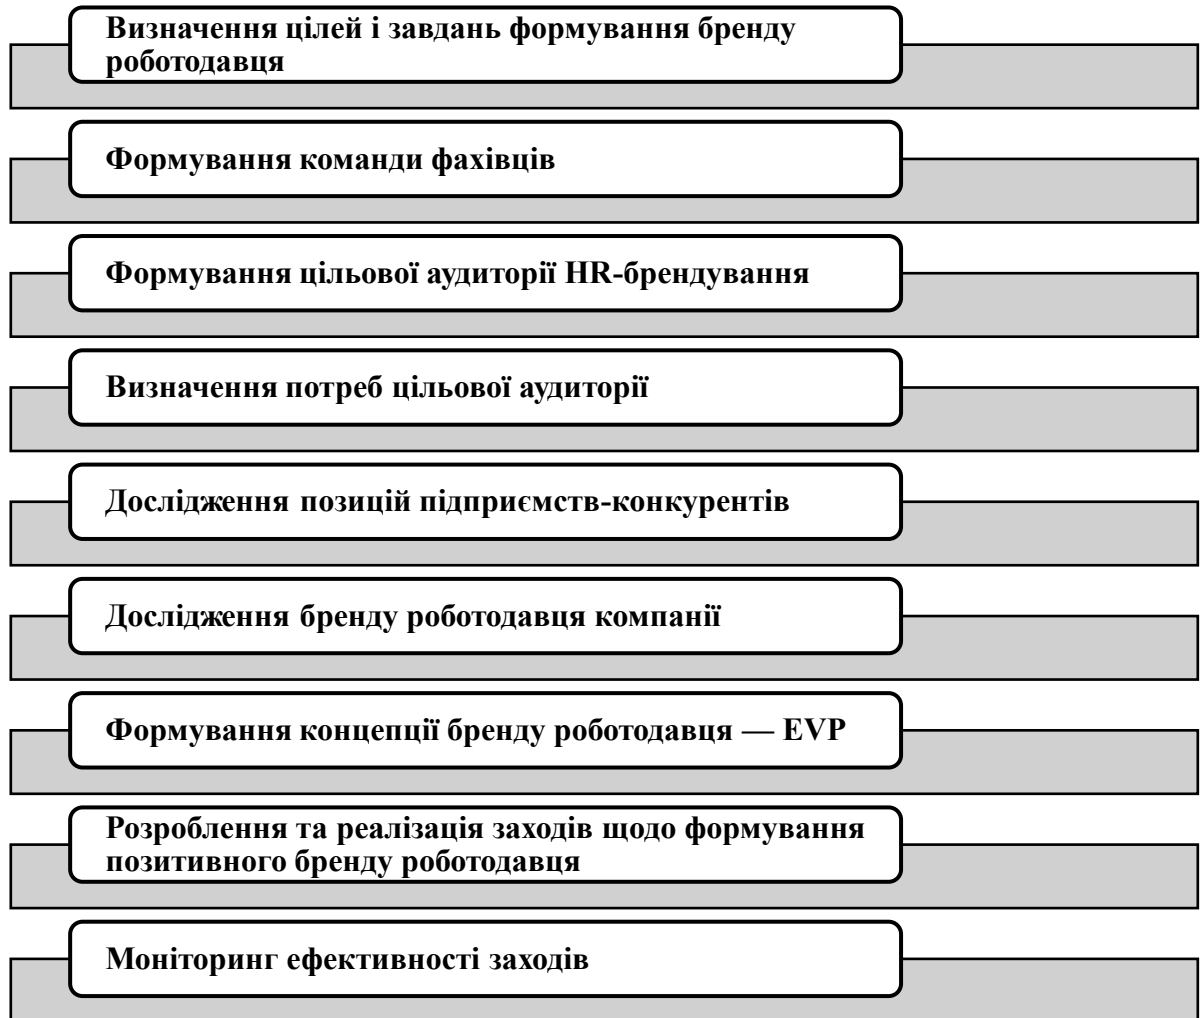 Визначення цілей і завдань формування бренду
роботодавця
Формування команди фахівців
Формування цільової аудиторії HR-брендування
Визначення потреб цільової аудиторії
Дослідження позицій підприємств-конкурентів
Дослідження бренду роботодавця компанії
Формування концепції бренду роботодавця — EVP
Розроблення та реалізація заходів щодо формування
позитивного бренду роботодавця
Моніторинг ефективності заходів